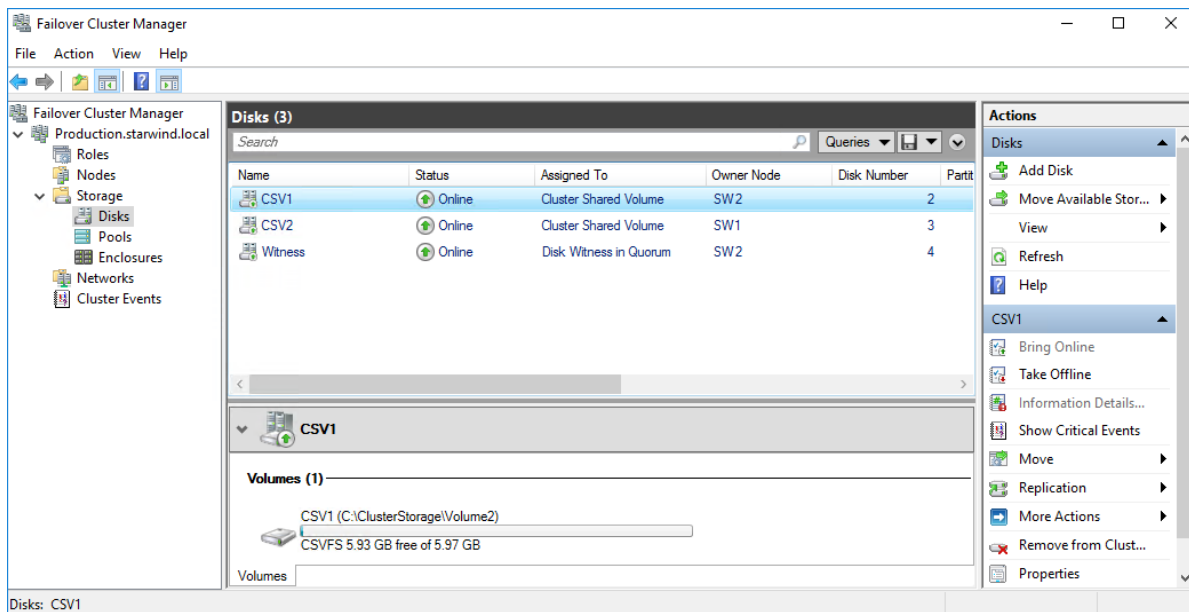 Failover Cluster Manager
File Action View Help
Failover Cluster Manager
Production.starwind.local
Roles
Nodes
Storage
Disks
Pools
Enclosures
Networks
Cluster Events
Disks (3)
Search
Queries
Name Status Assigned To Owner Node Disk Number Partit
CSV1 Online Cluster Shared Volume SW2 2
CSV2 Online Cluster Shared Volume SW1 3
Witness Online Disk Witness in Quorum SW2 4
CSV1
Volumes (1)
CSV1 (C:\ClusterStorage\Volume2)
CSVFS 5.93 GB free of 5.97 GB
Volumes
Actions
Disks
Add Disk
Move Available Stor...
View
Refresh
Help
CSV1
Bring Online
Take Offline
Information Details...
Show Critical Events
Move
Replication
More Actions
Remove from Clust...
Properties
Disks: CSV1